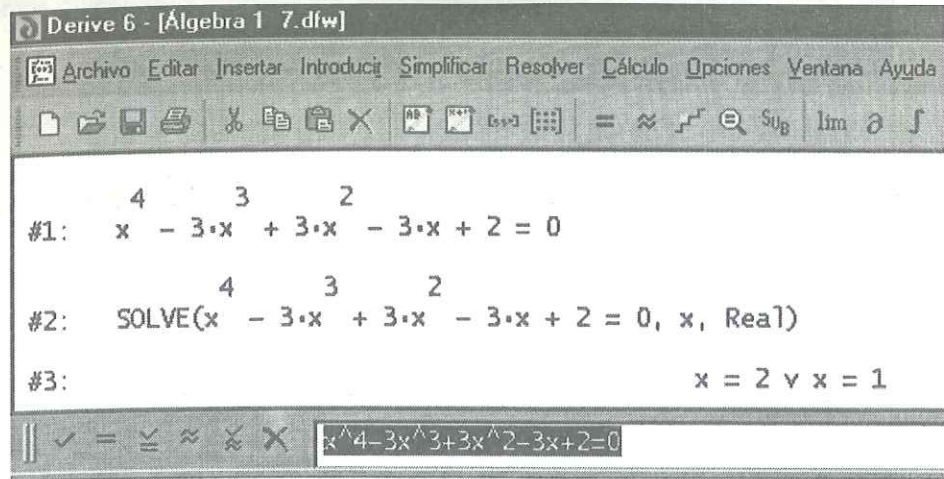 Derive 6 - [Álgebra 1 7.dfw]
Archivo Editar Insertar Introducir Simplificar Resolver Cálculo Opciones Ventana Ayuda
= ≈ SUB lim ∂ ∫
#1: x^4 - 3·x^3 + 3·x^2 - 3·x + 2 = 0
#2: SOLVE(x^4 - 3·x^3 + 3·x^2 - 3·x + 2 = 0, x, Real)
#3: x = 2 ∨ x = 1
x^4-3x^3+3x^2-3x+2=0